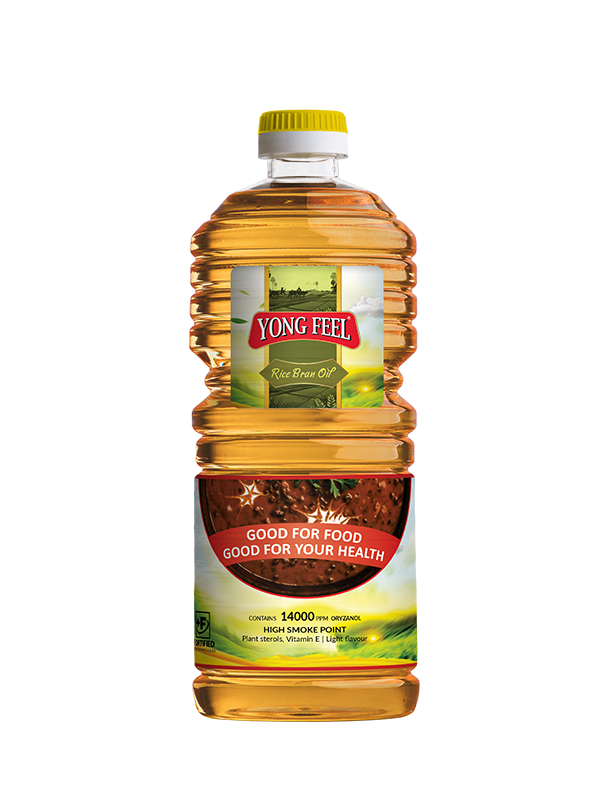 YONG FEEL®
Rice Bran Oil
GOOD FOR FOOD
GOOD FOR YOUR HEALTH
CONTAINS 14000 PPM ORYZANOL
HIGH SMOKE POINT
Plant sterols, Vitamin E | Light flavour
+F